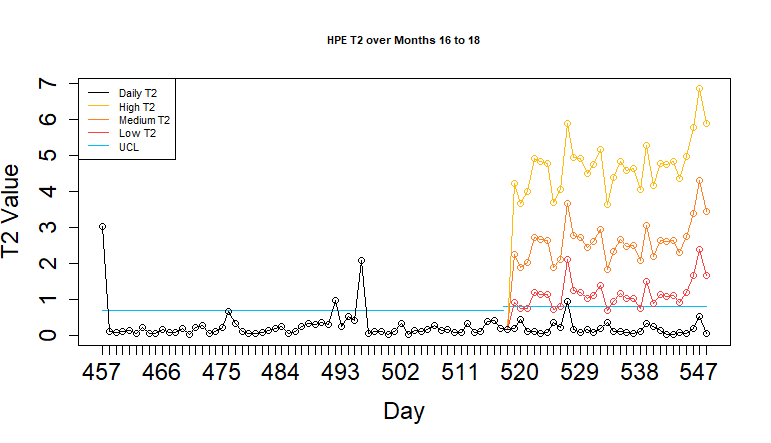 HPE T2 over Months 16 to 18
Daily T2
High T2
Medium T2
Low T2
UCL
T2 Value
7
6
5
4
3
2
1
0
457 466 475 484 493 502 511 520 529 538 547
Day